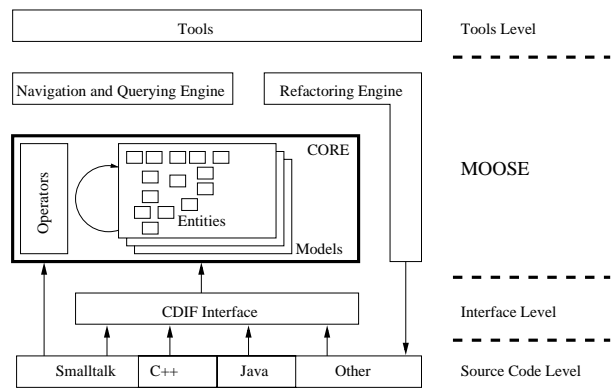 Tools
Tools Level
Navigation and Querying Engine
Refactoring Engine
CORE
MOOSE
Operators
Entities
Models
CDIF Interface
Interface Level
Smalltalk
C++
Java
Other
Source Code Level